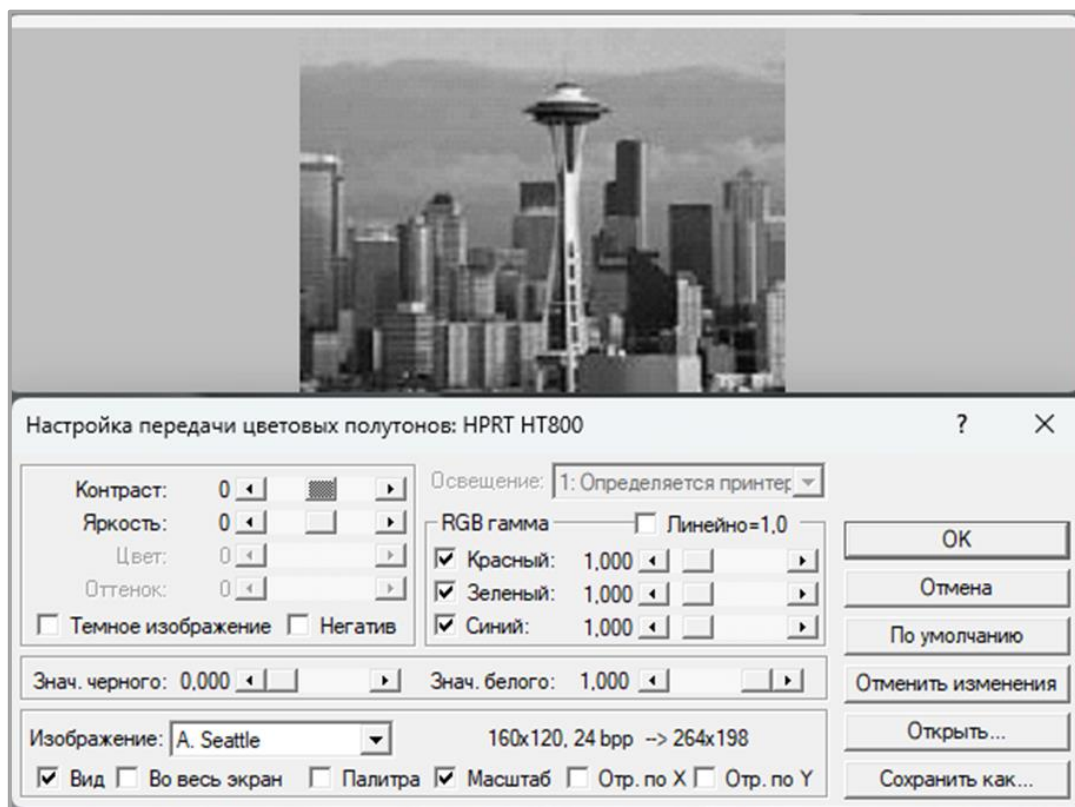 Настройка передачи цветовых полутонов: HPRT HT800 ?
Контраст: 0
Яркость: 0
Цвет: 0
Оттенок: 0
Темное изображение Негатив
Освещение: 1: Определяется принтер
RGB гамма Линейно=1,0
Красный: 1,000
Зеленый: 1,000
Синий: 1,000
Знач. черного: 0,000 Знач. белого: 1,000
Изображение: A. Seattle 160x120, 24 bpp --> 264x198
Вид Во весь экран Палитра Масштаб Отр. по X Отр. по Y
OK
Отмена
По умолчанию
Отменить изменения
Открыть...
Сохранить как...